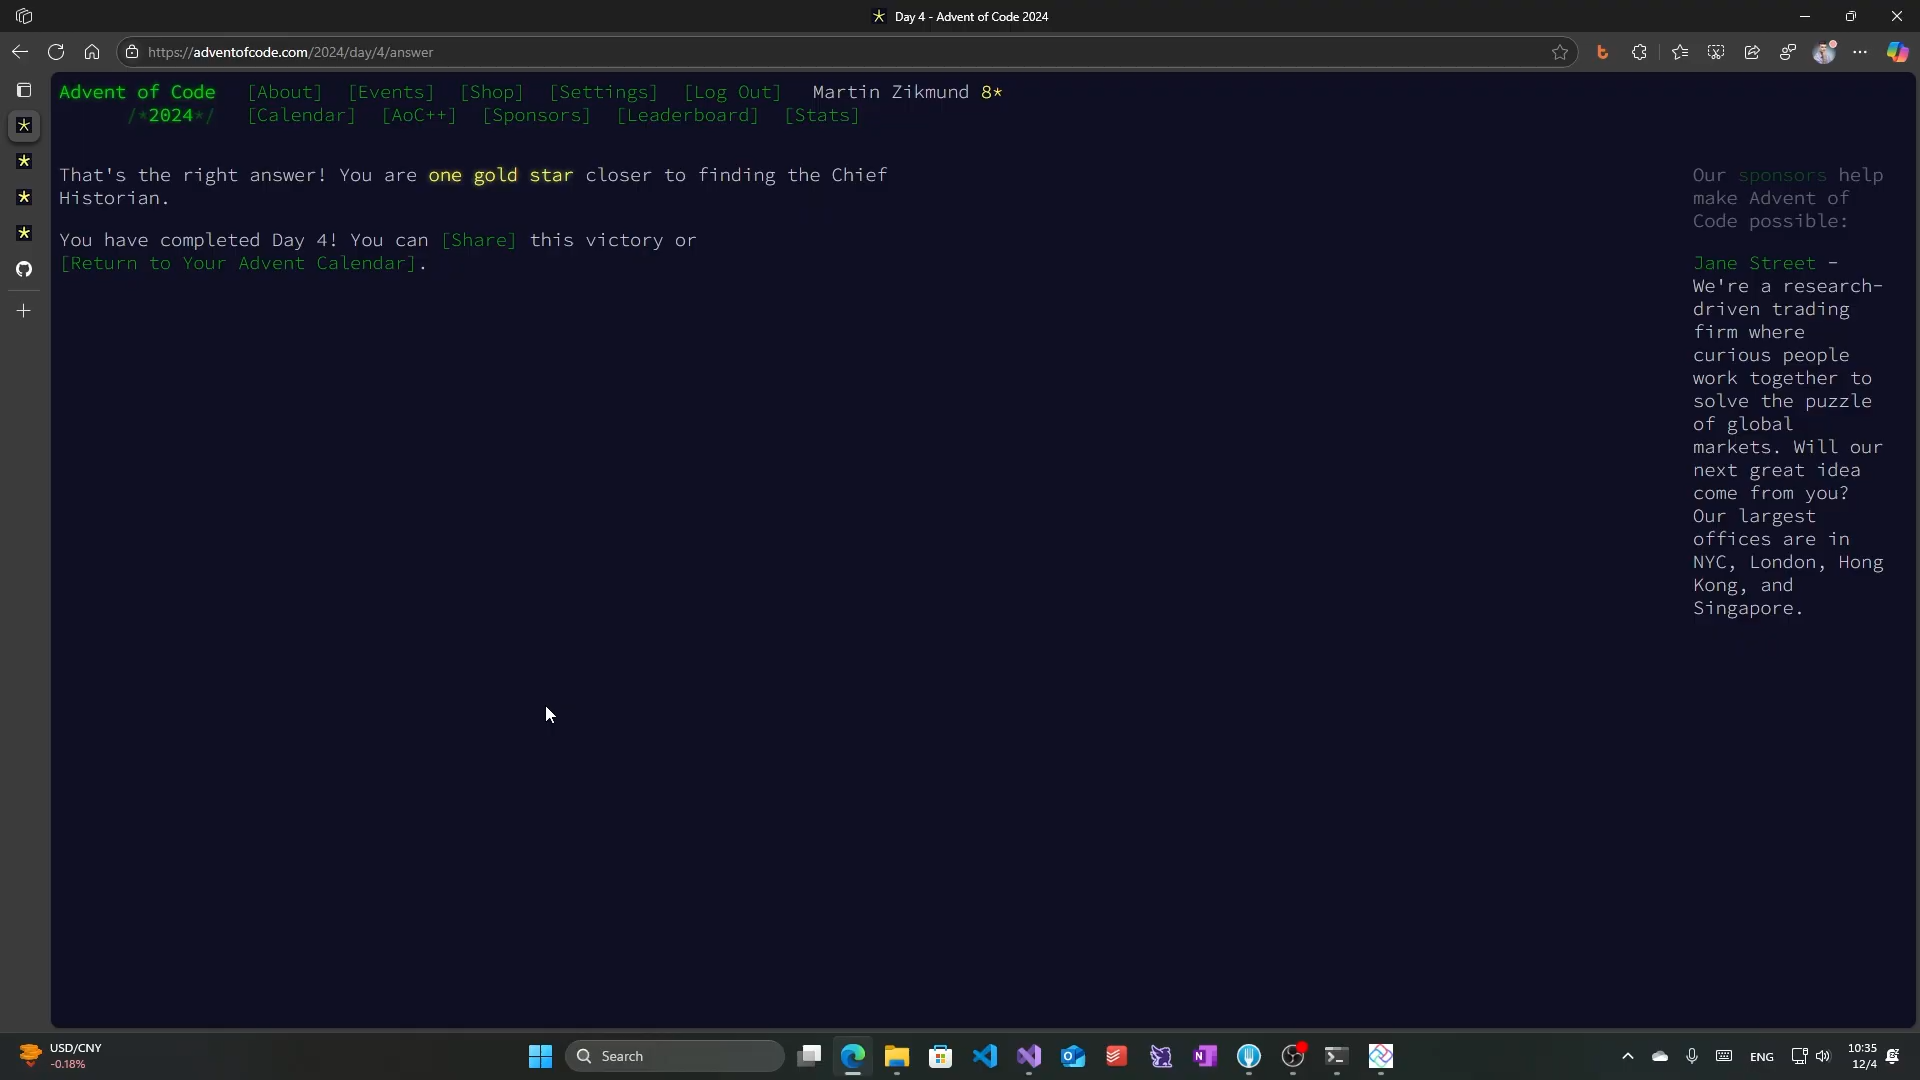 Day 4 - Advent of Code 2024
https://adventofcode.com/2024/day/4/answer
Advent of Code [About] [Events] [Shop] [Settings] [Log Out] Martin Zikmund 8*
/*2024*/ [Calendar] [AoC++] [Sponsors] [Leaderboard] [Stats]
That's the right answer! You are one gold star closer to finding the Chief
Historian.
You have completed Day 4! You can [Share] this victory or
[Return to Your Advent Calendar].
Our sponsors help
make Advent of
Code possible:
Jane Street -
We're a research-
driven trading
firm where
curious people
work together to
solve the puzzle
of global
markets. Will our
next great idea
come from you?
Our largest
offices are in
NYC, London, Hong
Kong, and
Singapore.
USD/CNY
-0.18%
Search
ENG
10:35
12/4